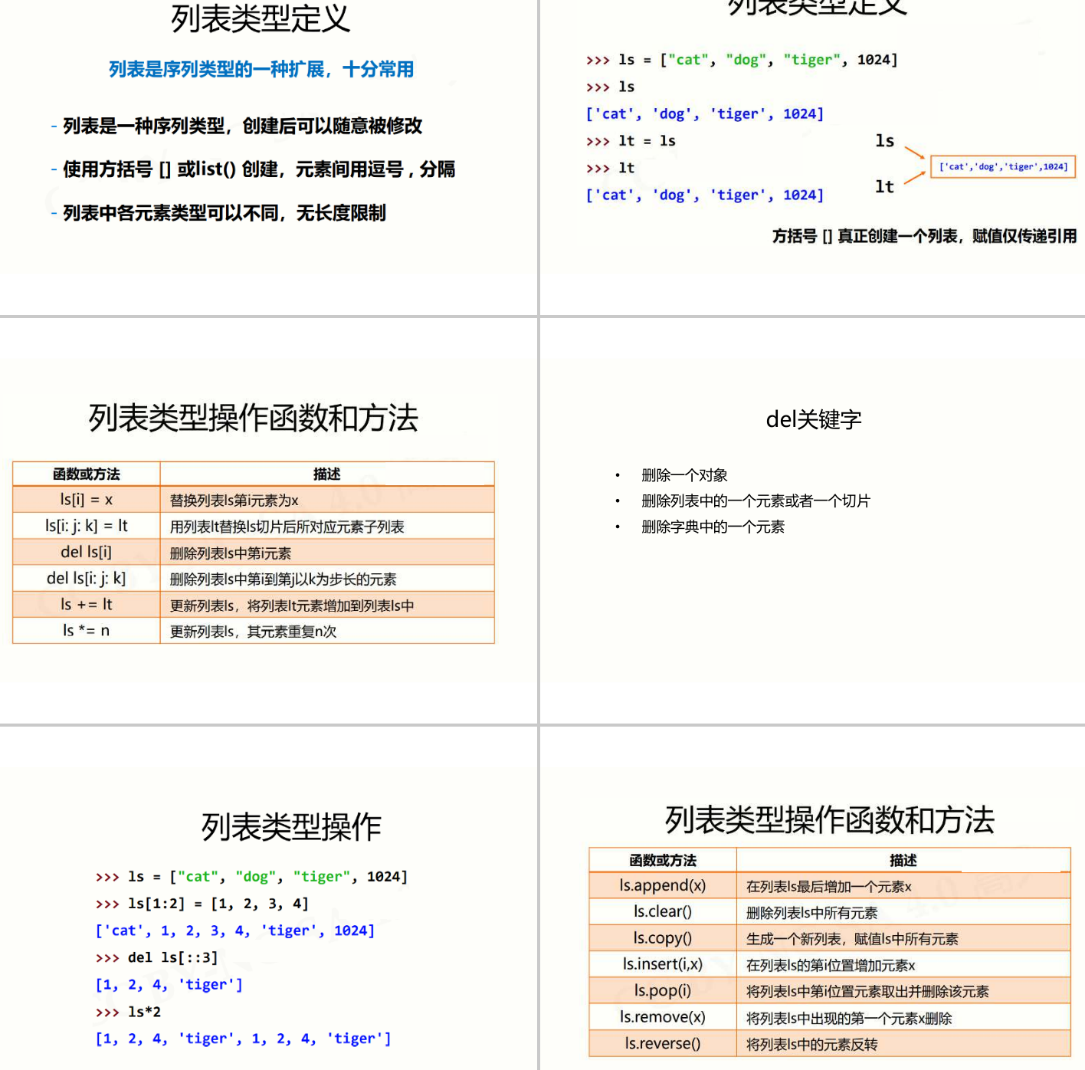 列表类型定义
列表是序列类型的一种扩展，十分常用
- 列表是一种序列类型，创建后可以随意被修改
- 使用方括号 [] 或list() 创建，元素间用逗号 , 分隔
- 列表中各元素类型可以不同，无长度限制
列表类型定义
>>> ls = ["cat", "dog", "tiger", 1024]
>>> ls
['cat', 'dog', 'tiger', 1024]
>>> lt = ls
>>> lt
['cat', 'dog', 'tiger', 1024]
ls
lt
['cat','dog','tiger',1024]
方括号 [] 真正创建一个列表，赋值仅传递引用
列表类型操作函数和方法
函数或方法 描述
ls[i] = x 替换列表ls第i元素为x
ls[i: j: k] = lt 用列表lt替换ls切片后所对应元素子列表
del ls[i] 删除列表ls中第i元素
del ls[i: j: k] 删除列表ls中第i到第j以k为步长的元素
ls += lt 更新列表ls，将列表lt元素增加到列表ls中
ls *= n 更新列表ls，其元素重复n次
del关键字
• 删除一个对象
• 删除列表中的一个元素或者一个切片
• 删除字典中的一个元素
列表类型操作
>>> ls = ["cat", "dog", "tiger", 1024]
>>> ls[1:2] = [1, 2, 3, 4]
['cat', 1, 2, 3, 4, 'tiger', 1024]
>>> del ls[::3]
[1, 2, 4, 'tiger']
>>> ls*2
[1, 2, 4, 'tiger', 1, 2, 4, 'tiger']
列表类型操作函数和方法
函数或方法 描述
ls.append(x) 在列表ls最后增加一个元素x
ls.clear() 删除列表ls中所有元素
ls.copy() 生成一个新列表，赋值ls中所有元素
ls.insert(i,x) 在列表ls的第i位置增加元素x
ls.pop(i) 将列表ls中第i位置元素取出并删除该元素
ls.remove(x) 将列表ls中出现的第一个元素x删除
ls.reverse() 将列表ls中的元素反转